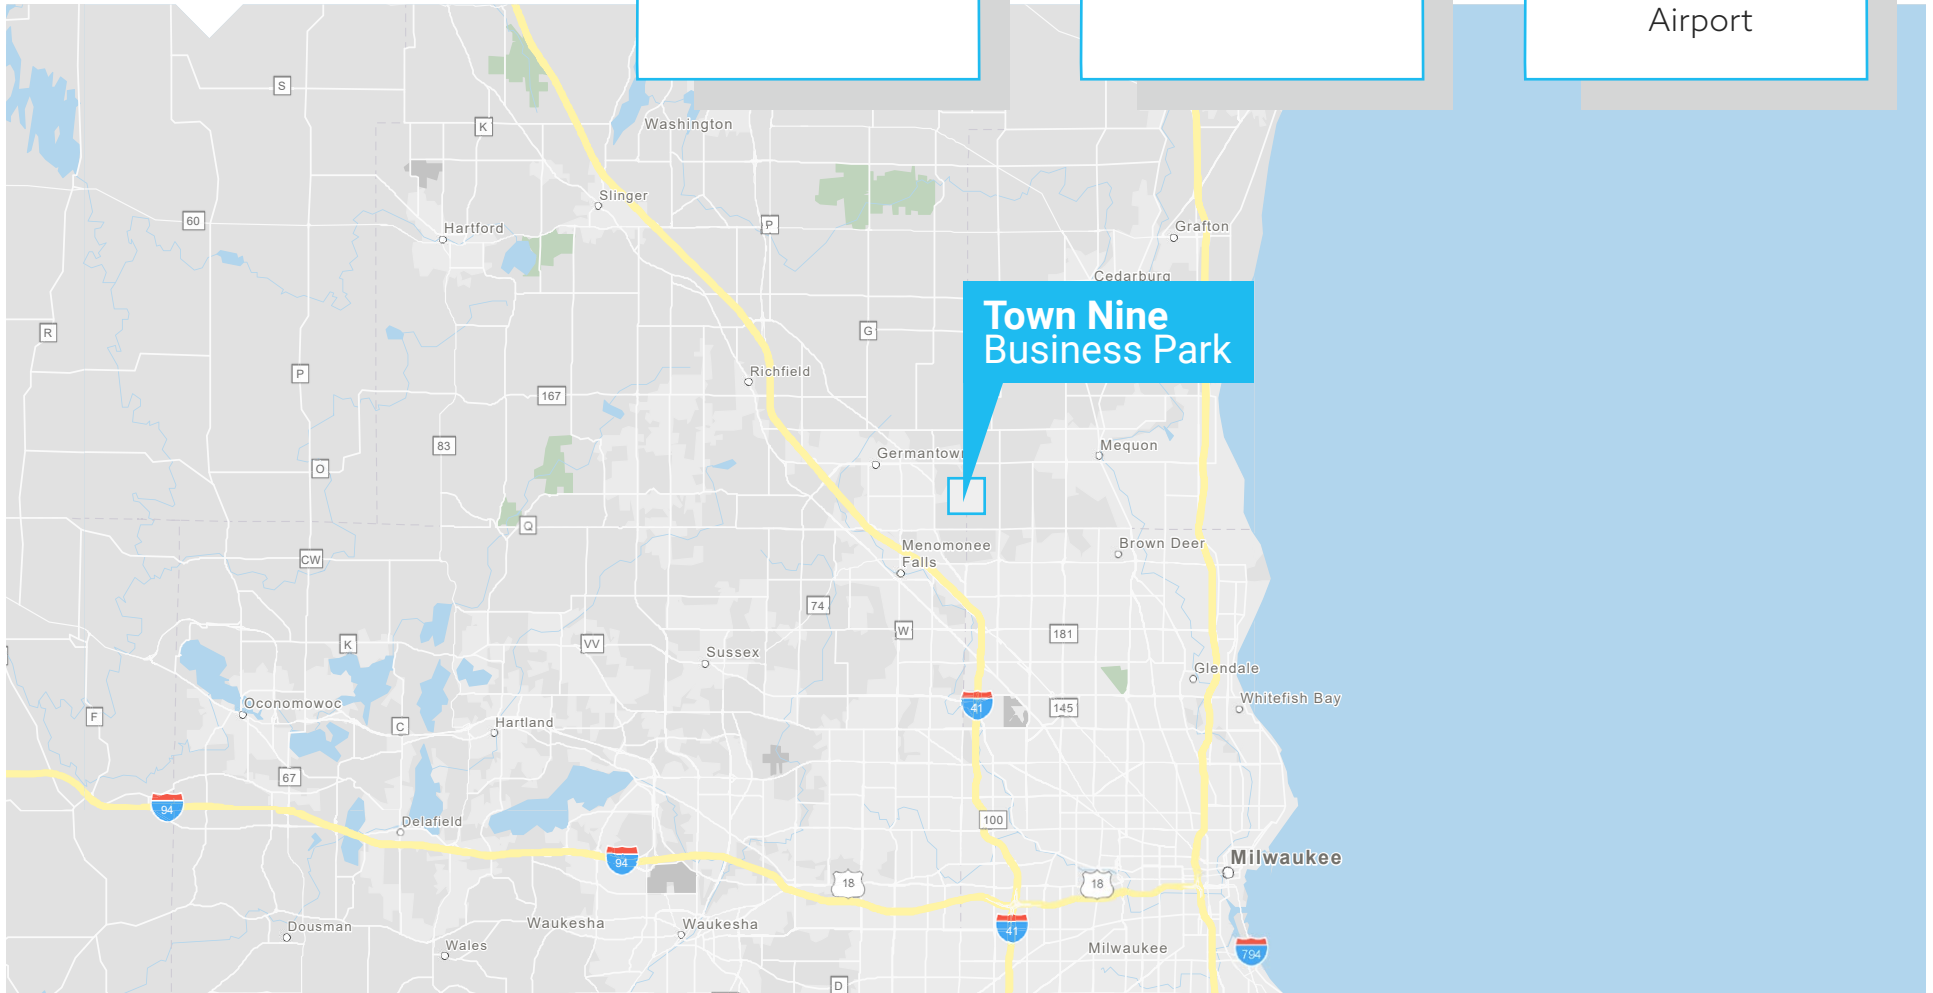 Airport
S
K
Washington
Slinger
60
Hartford
P
Grafton
Cedarburg
Town Nine
Business Park
R
G
P
Richfield
167
83
Mequon
Germantown
O
Q
Menomonee
Falls
Brown Deer
CW
74
W
181
K
VV
Sussex
Glendale
Whitefish Bay
Oconomowoc
F
C
Hartland
41
145
67
94
Delafield
100
94
18
18
Milwaukee
Dousman
Waukesha
Waukesha
41
Wales
Milwaukee
794
D